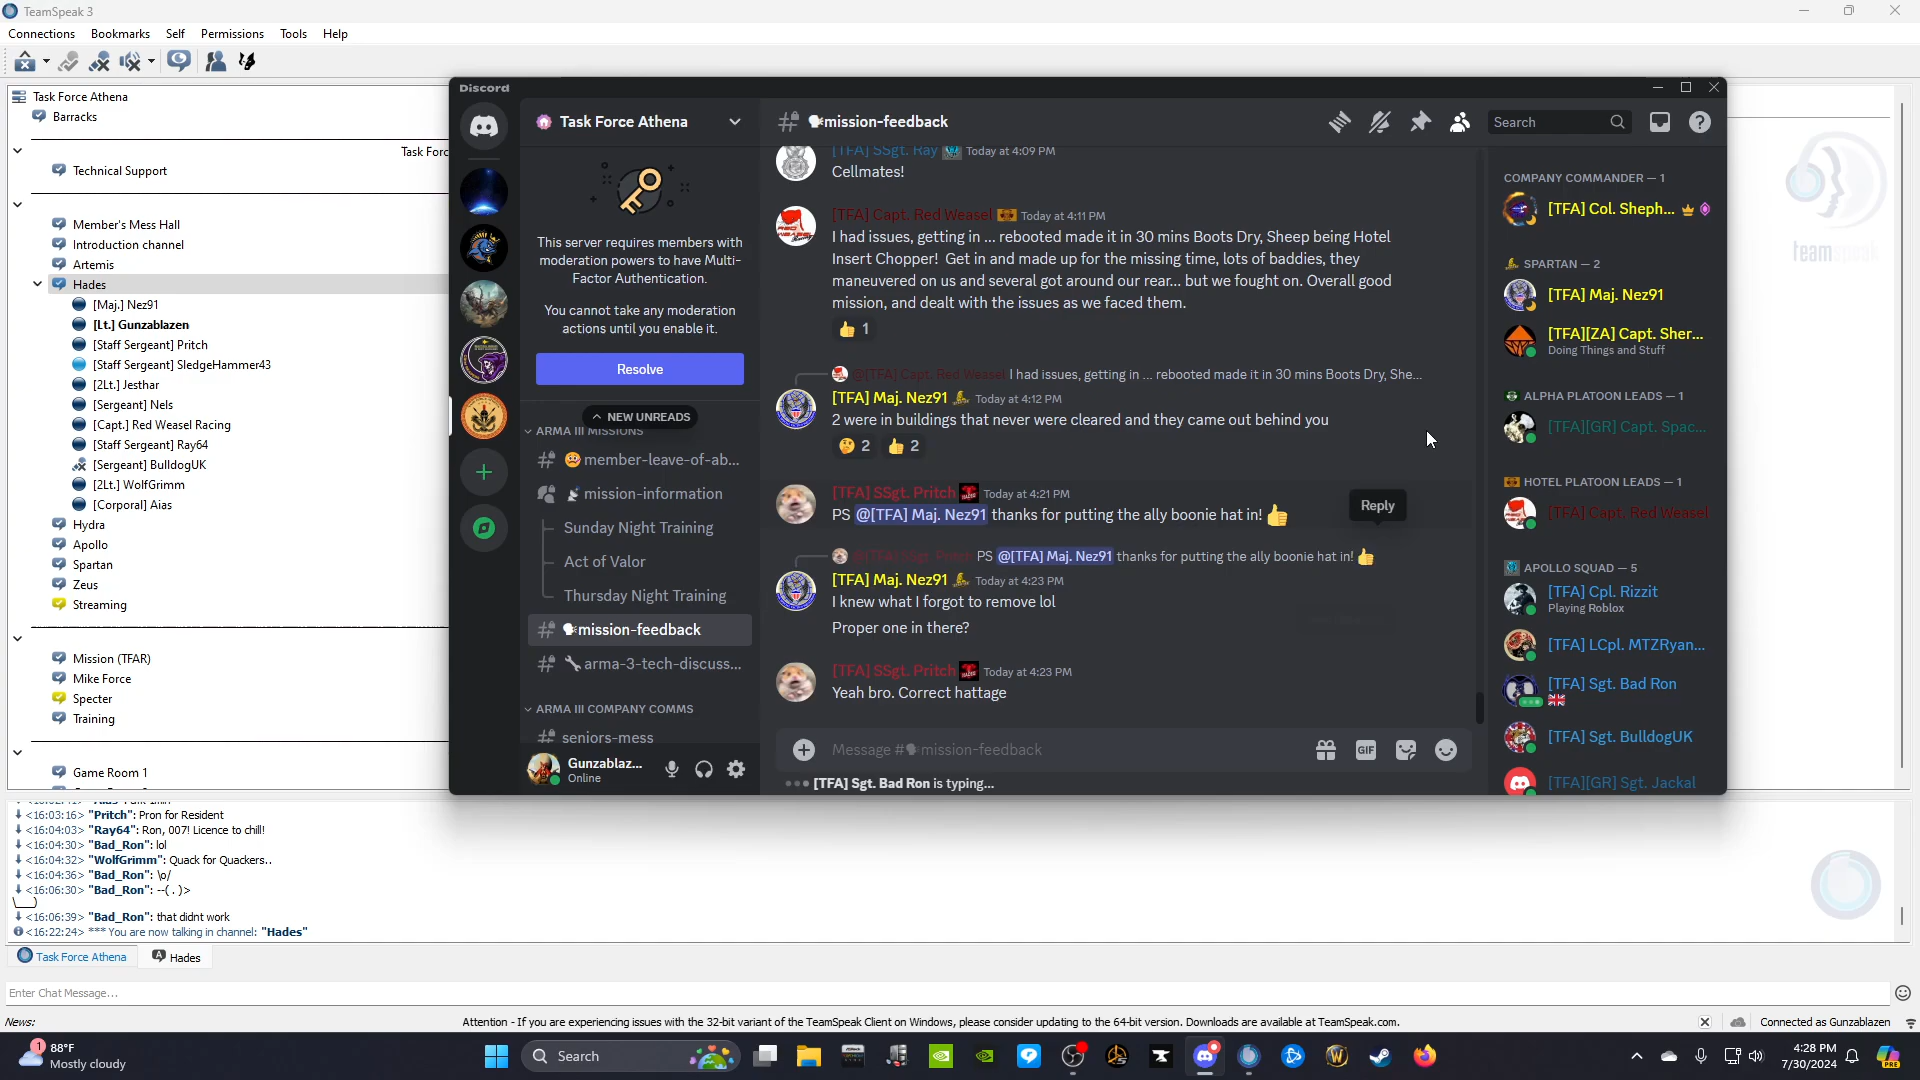 TeamSpeak 3
Connections Bookmarks Self Permissions Tools Help
Task Force Athena
Barracks
Task Forc
Technical Support
Member's Mess Hall
Introduction channel
Artemis
Hades
[Maj.] Nez91
[Lt.] Gunzablazen
[Staff Sergeant] Pritch
[Staff Sergeant] SledgeHammer43
[2Lt.] Jesthar
[Sergeant] Nels
[Capt.] Red Weasel Racing
[Staff Sergeant] Ray64
[Sergeant] BulldogUK
[2Lt.] WolfGrimm
[Corporal] Aias
Hydra
Apollo
Spartan
Zeus
Streaming
Mission (TFAR)
Mike Force
Specter
Training
Game Room 1
Discord
Task Force Athena
This server requires members with
moderation powers to have Multi-
Factor Authentication.
You cannot take any moderation
actions until you enable it.
Resolve
NEW UNREADS
ARMA III MISSIONS
member-leave-of-ab...
mission-information
Sunday Night Training
Act of Valor
Thursday Night Training
mission-feedback
arma-3-tech-discuss...
ARMA III COMPANY COMMS
seniors-mess
Gunzablaz...
Online
mission-feedback
Search
[TFA] SSgt. Ray Today at 4:09 PM
Cellmates!
[TFA] Capt. Red Weasel Today at 4:11 PM
I had issues, getting in ... rebooted made it in 30 mins Boots Dry, Sheep being Hotel
Insert Chopper! Get in and made up for the missing time, lots of baddies, they
maneuvered on us and several got around our rear... but we fought on. Overall good
mission, and dealt with the issues as we faced them.
👍 1
@[TFA] Capt. Red Weasel I had issues, getting in ... rebooted made it in 30 mins Boots Dry, She...
[TFA] Maj. Nez91 Today at 4:12 PM
2 were in buildings that never were cleared and they came out behind you
🤔 2 👍 2
[TFA] SSgt. Pritch Today at 4:21 PM
PS @[TFA] Maj. Nez91 thanks for putting the ally boonie hat in! 👍
Reply
@[TFA] SSgt. Pritch PS @[TFA] Maj. Nez91 thanks for putting the ally boonie hat in! 👍
[TFA] Maj. Nez91 Today at 4:23 PM
I knew what I forgot to remove lol
Proper one in there?
[TFA] SSgt. Pritch Today at 4:23 PM
Yeah bro. Correct hattage
Message #🗣mission-feedback
GIF
[TFA] Sgt. Bad Ron is typing...
COMPANY COMMANDER — 1
[TFA] Col. Sheph...
SPARTAN — 2
[TFA] Maj. Nez91
[TFA][ZA] Capt. Sher...
Doing Things and Stuff
ALPHA PLATOON LEADS — 1
[TFA][GR] Capt. Spac...
HOTEL PLATOON LEADS — 1
[TFA] Capt. Red Weasel
APOLLO SQUAD — 5
[TFA] Cpl. Rizzit
Playing Roblox
[TFA] LCpl. MTZRyan...
[TFA] Sgt. Bad Ron
[TFA] Sgt. BulldogUK
[TFA][GR] Sgt. Jackal
teamspeak
<16:03:16> "Pritch": Pron for Resident
<16:04:03> "Ray64": Ron, 007! Licence to chill!
<16:04:30> "Bad_Ron": lol
<16:04:32> "WolfGrimm": Quack for Quackers..
<16:04:36> "Bad_Ron": \o/
<16:06:30> "Bad_Ron": --( . )>
\___)
<16:06:39> "Bad_Ron": that didnt work
<16:22:24> *** You are now talking in channel: "Hades"
Task Force Athena Hades
Enter Chat Message...
News: Attention - If you are experiencing issues with the 32-bit variant of the TeamSpeak Client on Windows, please consider updating to the 64-bit version. Downloads are available at TeamSpeak.com.
Connected as Gunzablazen
1
88°F
Mostly cloudy
Search
4:28 PM
7/30/2024
PRE